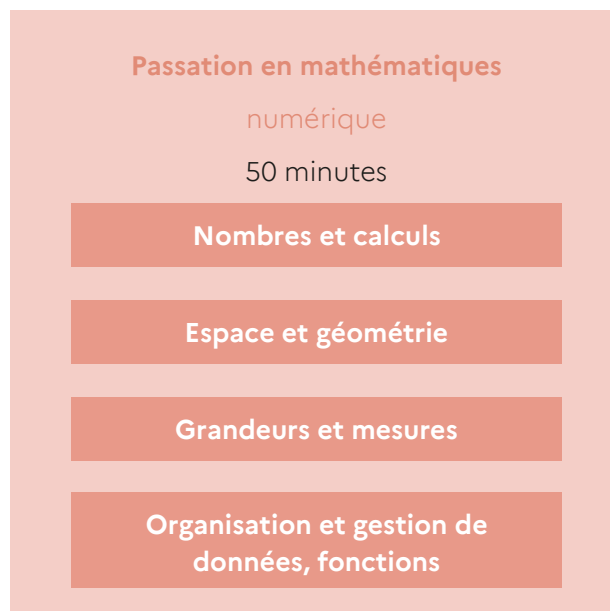 Passation en mathématiques
numérique
50 minutes
Nombres et calculs
Espace et géométrie
Grandeurs et mesures
Organisation et gestion de
données, fonctions